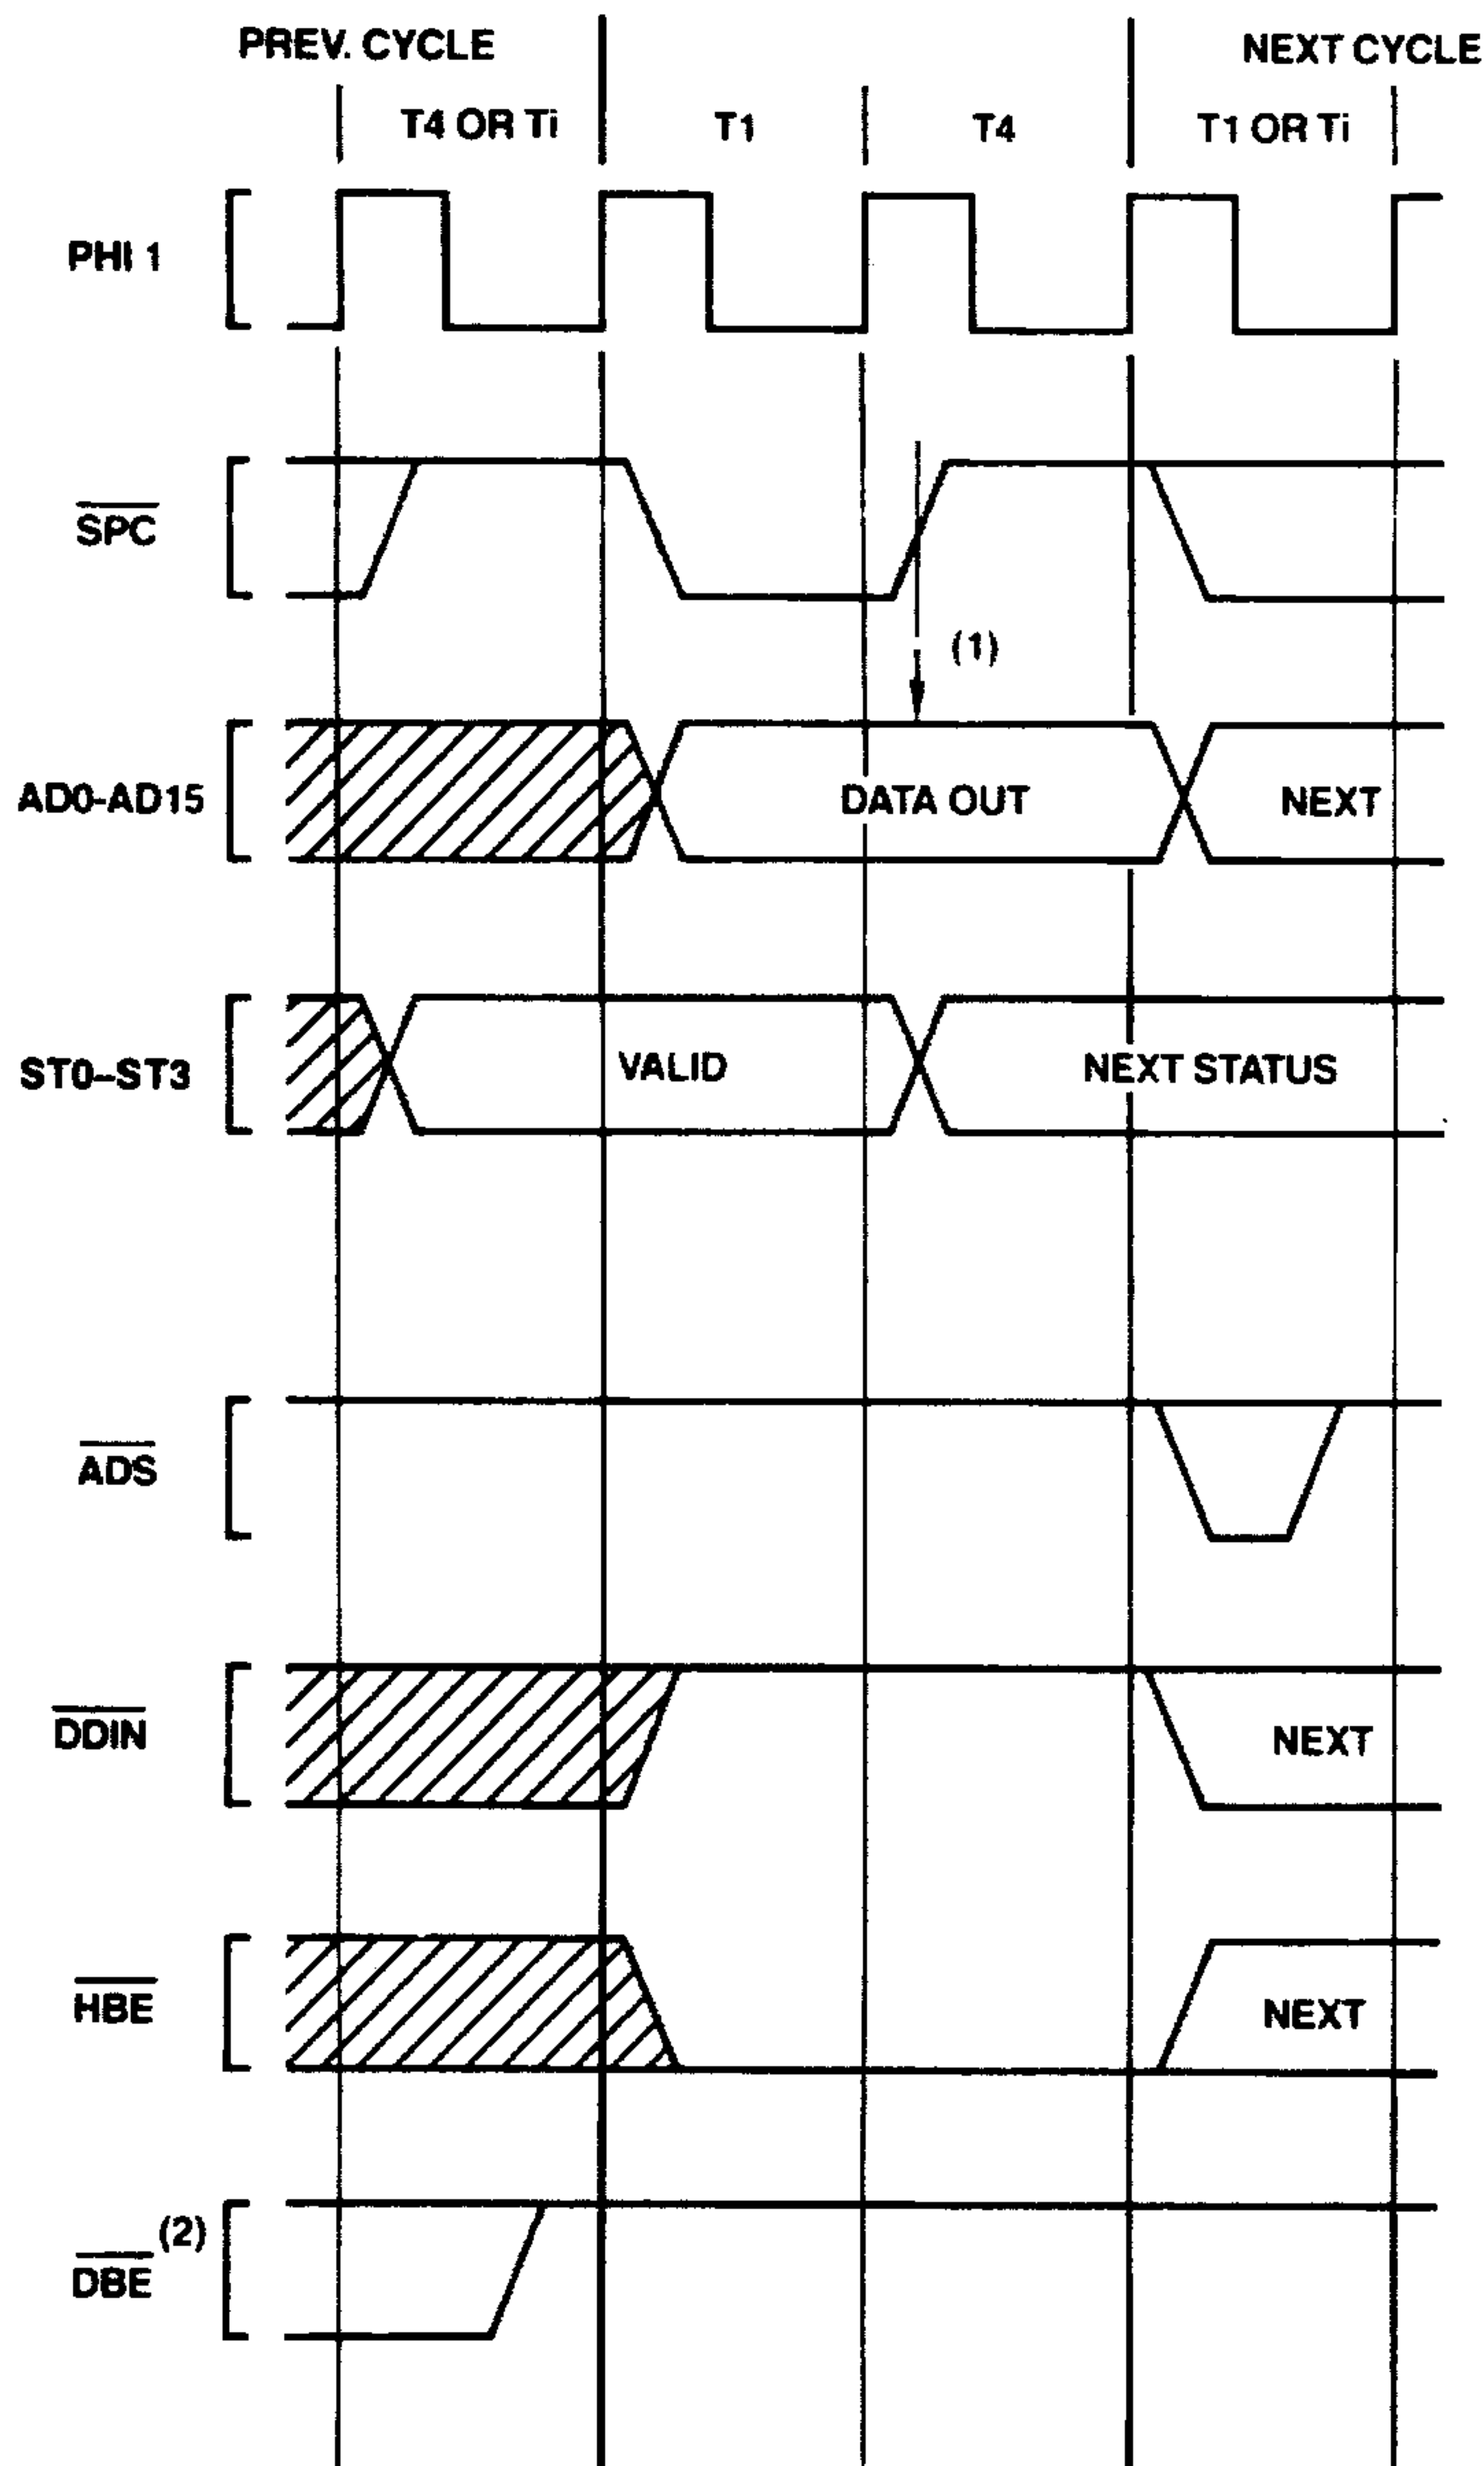 PREV. CYCLE
NEXT CYCLE
T4 OR Ti
T1
T4
T1 OR Ti
PHI 1
SPC
(1)
AD0-AD15
DATA OUT
NEXT
ST0–ST3
VALID
NEXT STATUS
ADS
DDIN
NEXT
HBE
NEXT
DBE (2)